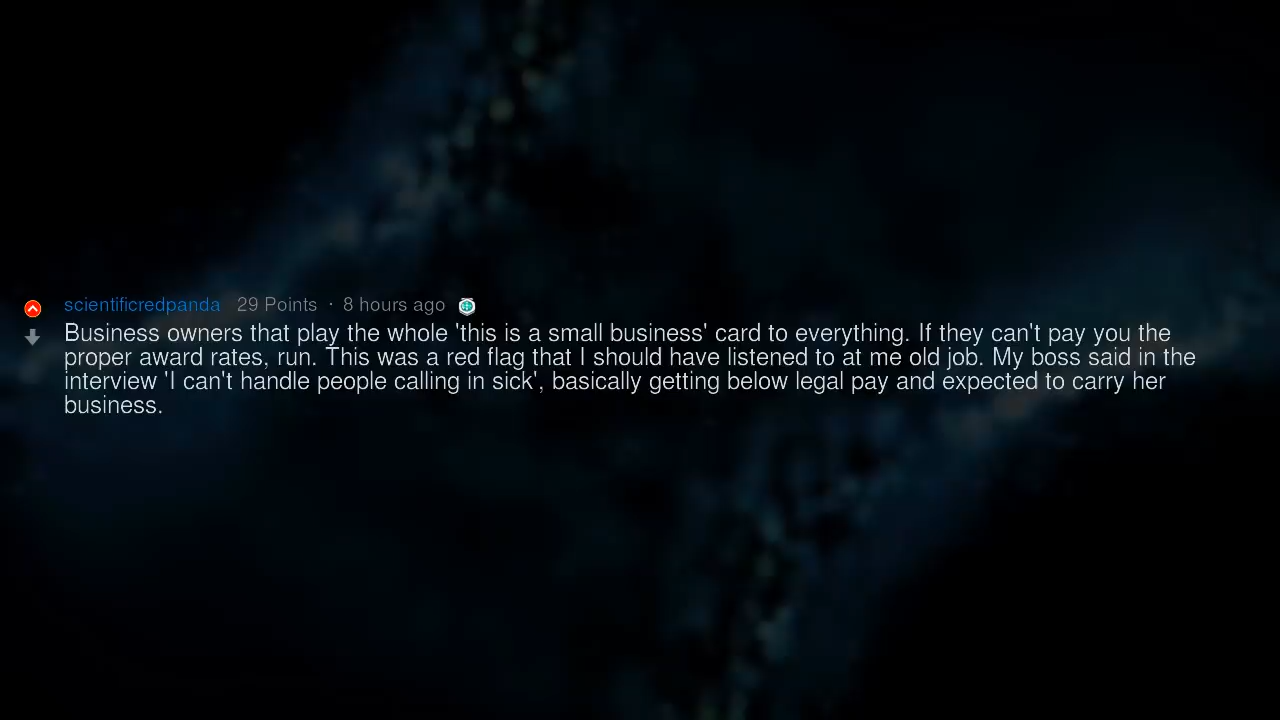 scientificredpanda 29 Points · 8 hours ago
Business owners that play the whole 'this is a small business' card to everything. If they can't pay you the
proper award rates, run. This was a red flag that I should have listened to at me old job. My boss said in the
interview 'I can't handle people calling in sick', basically getting below legal pay and expected to carry her
business.